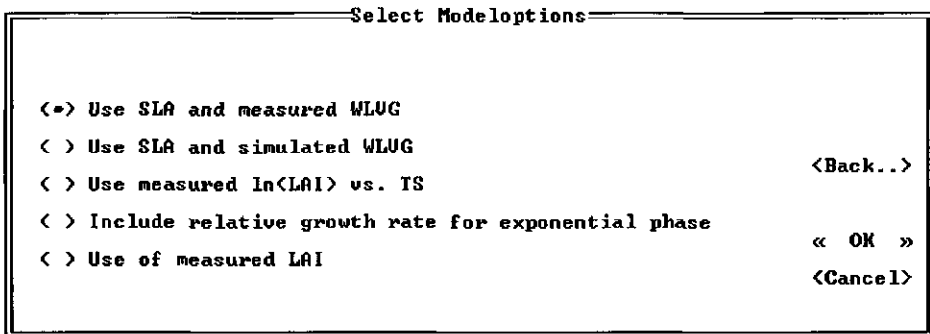 Select Modeloptions
(•) Use SLA and measured WLVG
( ) Use SLA and simulated WLVG
<Back..>
( ) Use measured ln(LAI) vs. TS
( ) Include relative growth rate for exponential phase
« OK »
( ) Use of measured LAI
<Cancel>